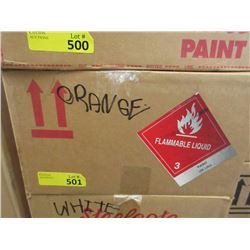 Lot #
500
PAINT
ORANGE
FLAMMABLE LIQUID
3
Lot #
501
WHITE